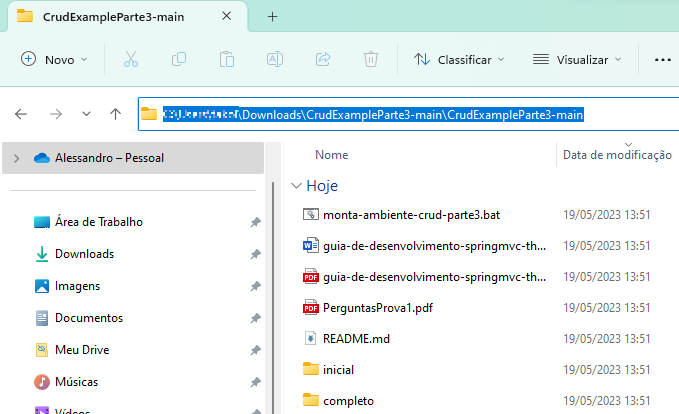 CrudExampleParte3-main
Novo
Classificar
Visualizar
\Downloads\CrudExampleParte3-main\CrudExampleParte3-main
Alessandro – Pessoal
Área de Trabalho
Downloads
Imagens
Documentos
Meu Drive
Músicas
Vídeos
Nome
Data de modificação
Hoje
monta-ambiente-crud-parte3.bat 19/05/2023 13:51
guia-de-desenvolvimento-springmvc-th... 19/05/2023 13:51
guia-de-desenvolvimento-springmvc-th... 19/05/2023 13:51
PerguntasProva1.pdf 19/05/2023 13:51
README.md 19/05/2023 13:51
inicial 19/05/2023 13:51
completo 19/05/2023 13:51